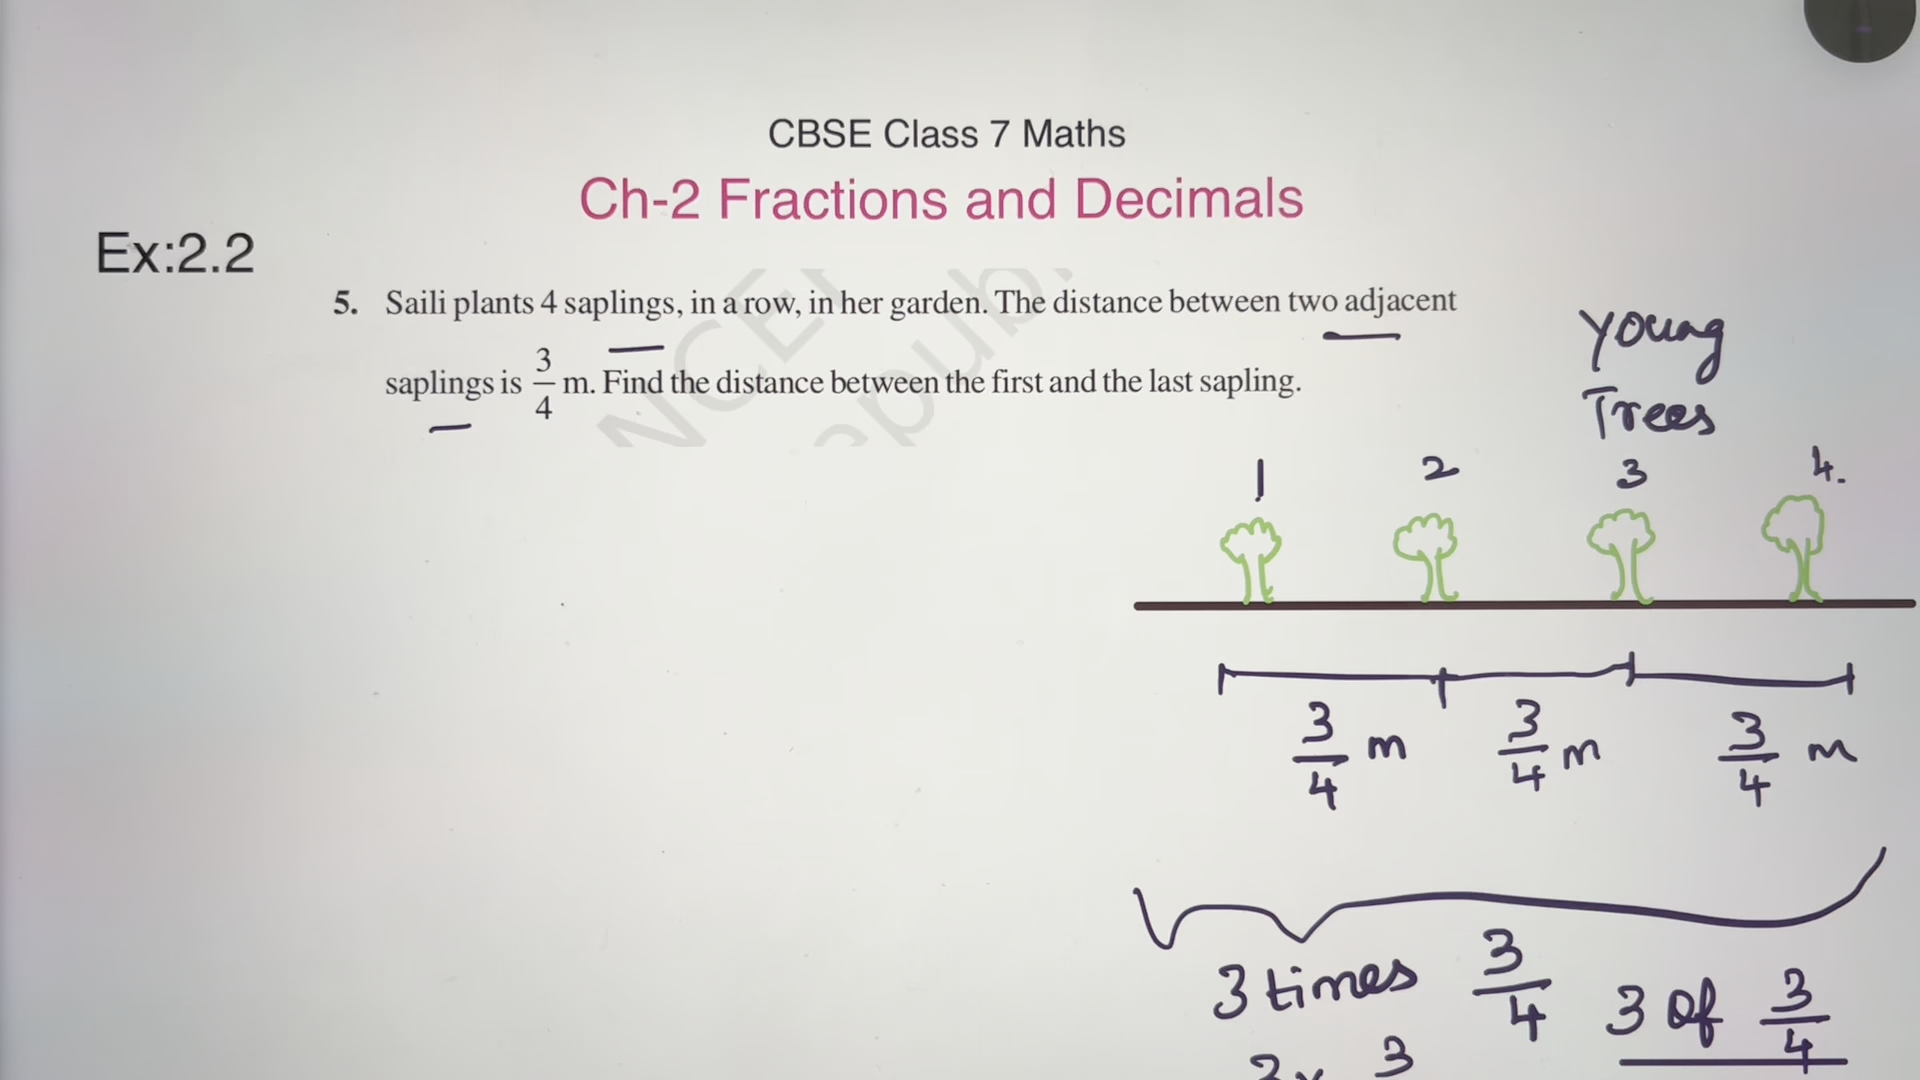 CBSE Class 7 Maths
Ch-2 Fractions and Decimals
Ex:2.2
5. Saili plants 4 saplings, in a row, in her garden. The distance between two adjacent
saplings is 3/4 m. Find the distance between the first and the last sapling.
Young
Trees
1 2 3 4.
3/4 m 3/4 m 3/4 m
3 times 3/4 3 of 3/4
3